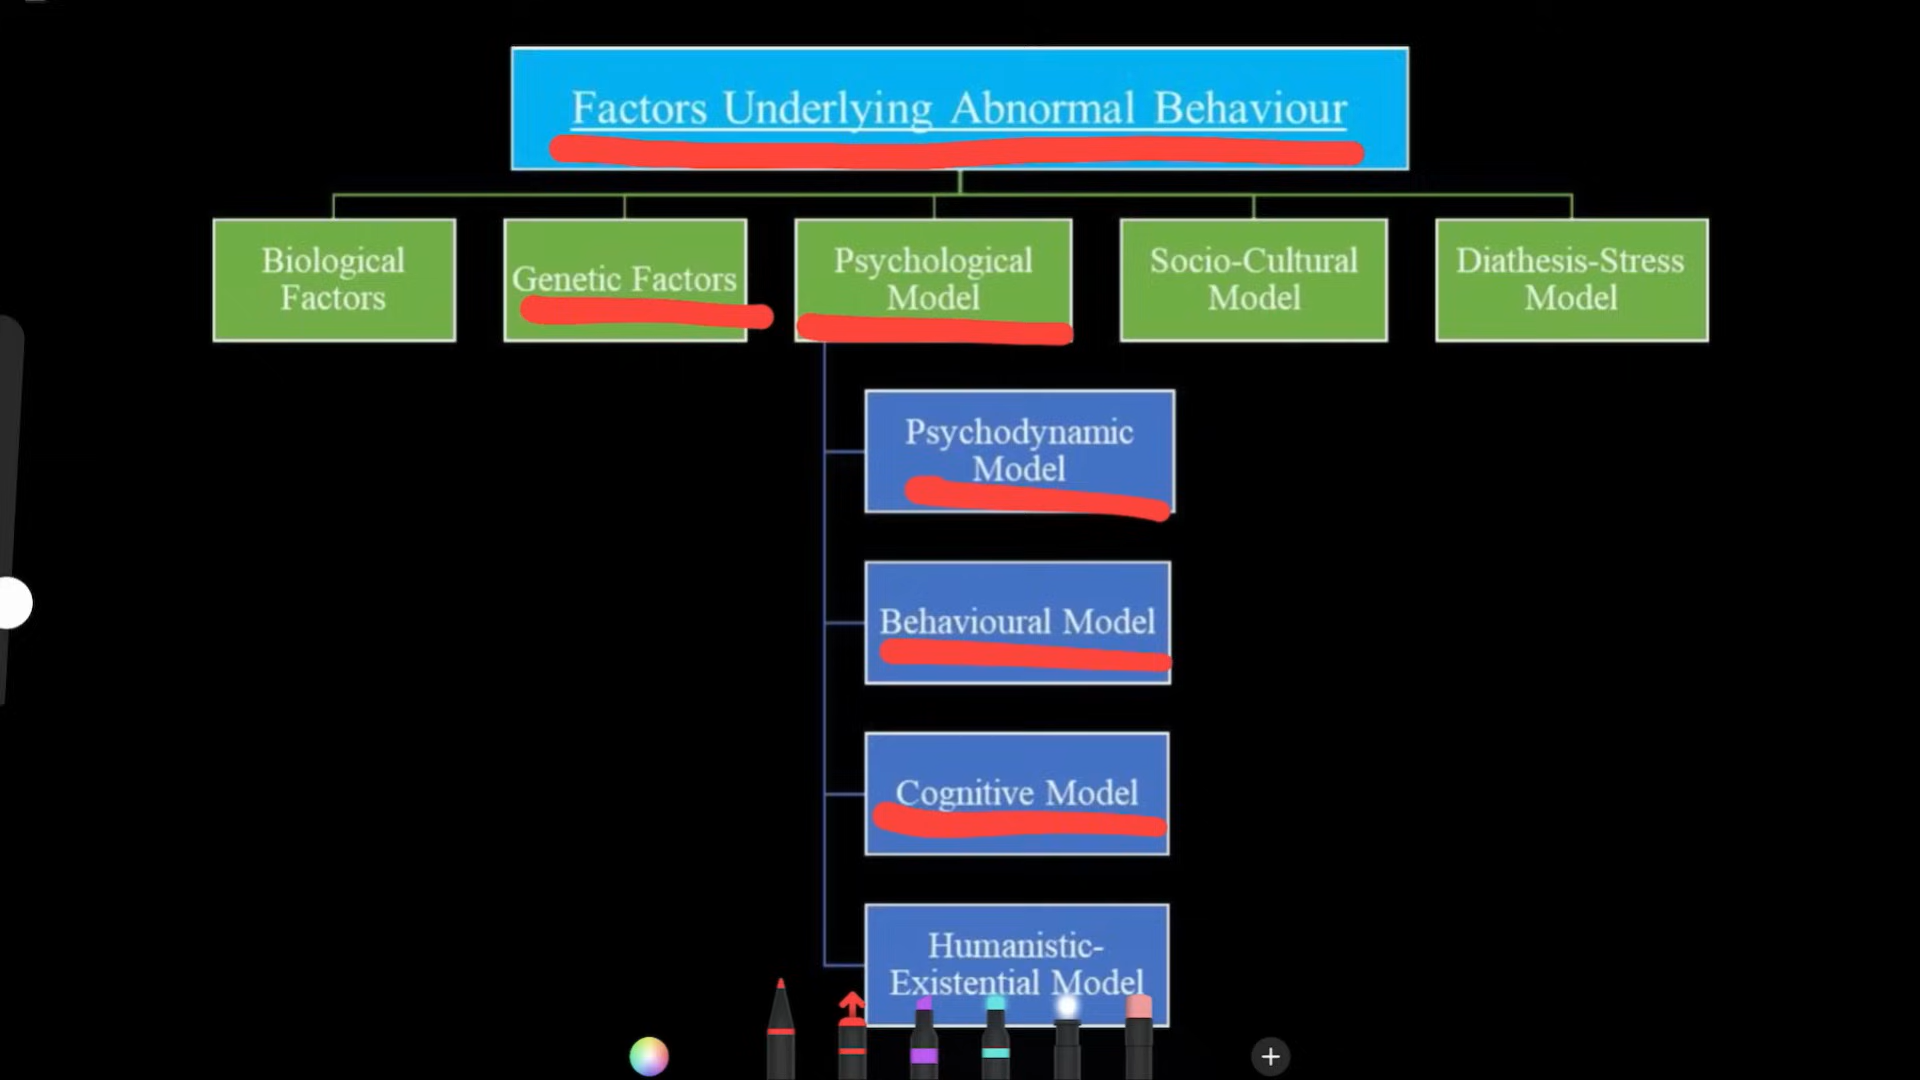 Factors Underlying Abnormal Behaviour
Biological
Factors
Genetic Factors
Psychological
Model
Socio-Cultural
Model
Diathesis-Stress
Model
Psychodynamic
Model
Behavioural Model
Cognitive Model
Humanistic-
Existential Model